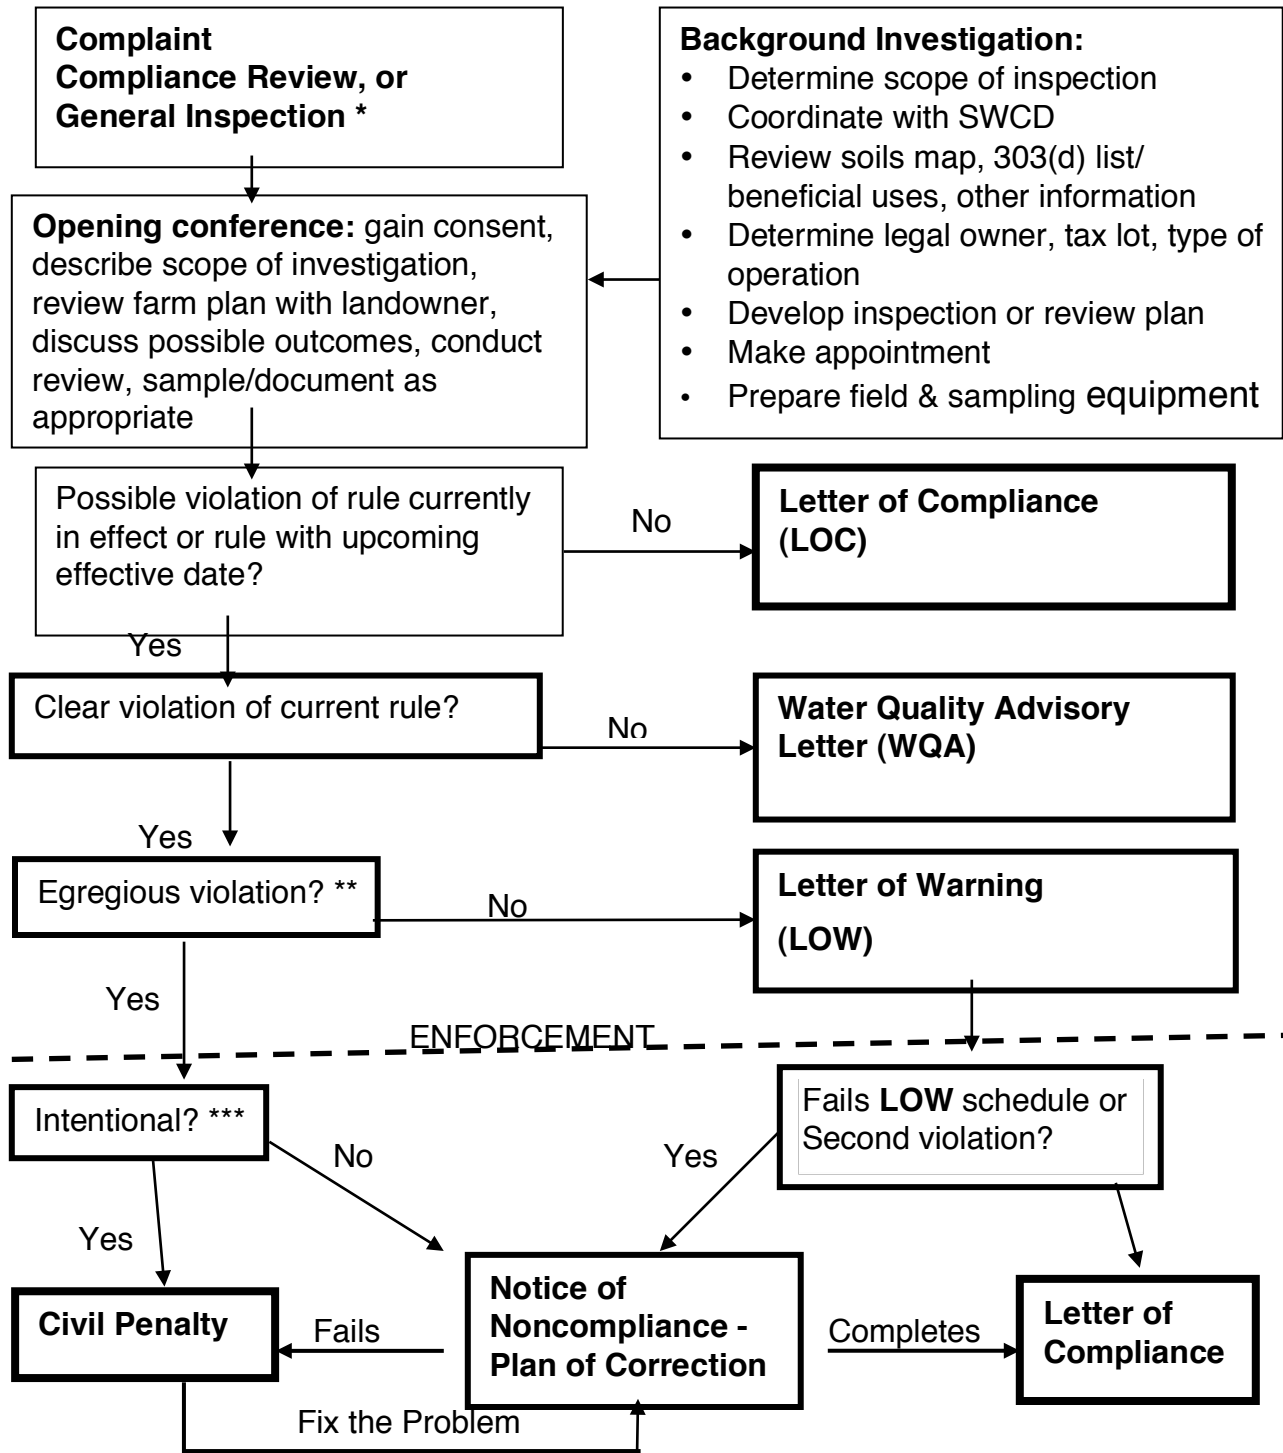 Complaint
Compliance Review, or
General Inspection *
Background Investigation:
• Determine scope of inspection
• Coordinate with SWCD
• Review soils map, 303(d) list/
beneficial uses, other information
• Determine legal owner, tax lot, type of
operation
• Develop inspection or review plan
• Make appointment
• Prepare field & sampling equipment
Opening conference: gain consent,
describe scope of investigation,
review farm plan with landowner,
discuss possible outcomes, conduct
review, sample/document as
appropriate
Possible violation of rule currently
in effect or rule with upcoming
effective date?
No
Letter of Compliance
(LOC)
Yes
Clear violation of current rule?
No
Water Quality Advisory
Letter (WQA)
Yes
Egregious violation? **
No
Letter of Warning
(LOW)
Yes
ENFORCEMENT
Intentional? ***
No
Fails LOW schedule or
Second violation?
Yes
Yes
Civil Penalty
Fails
Notice of
Noncompliance -
Plan of Correction
Completes
Letter of
Compliance
Fix the Problem